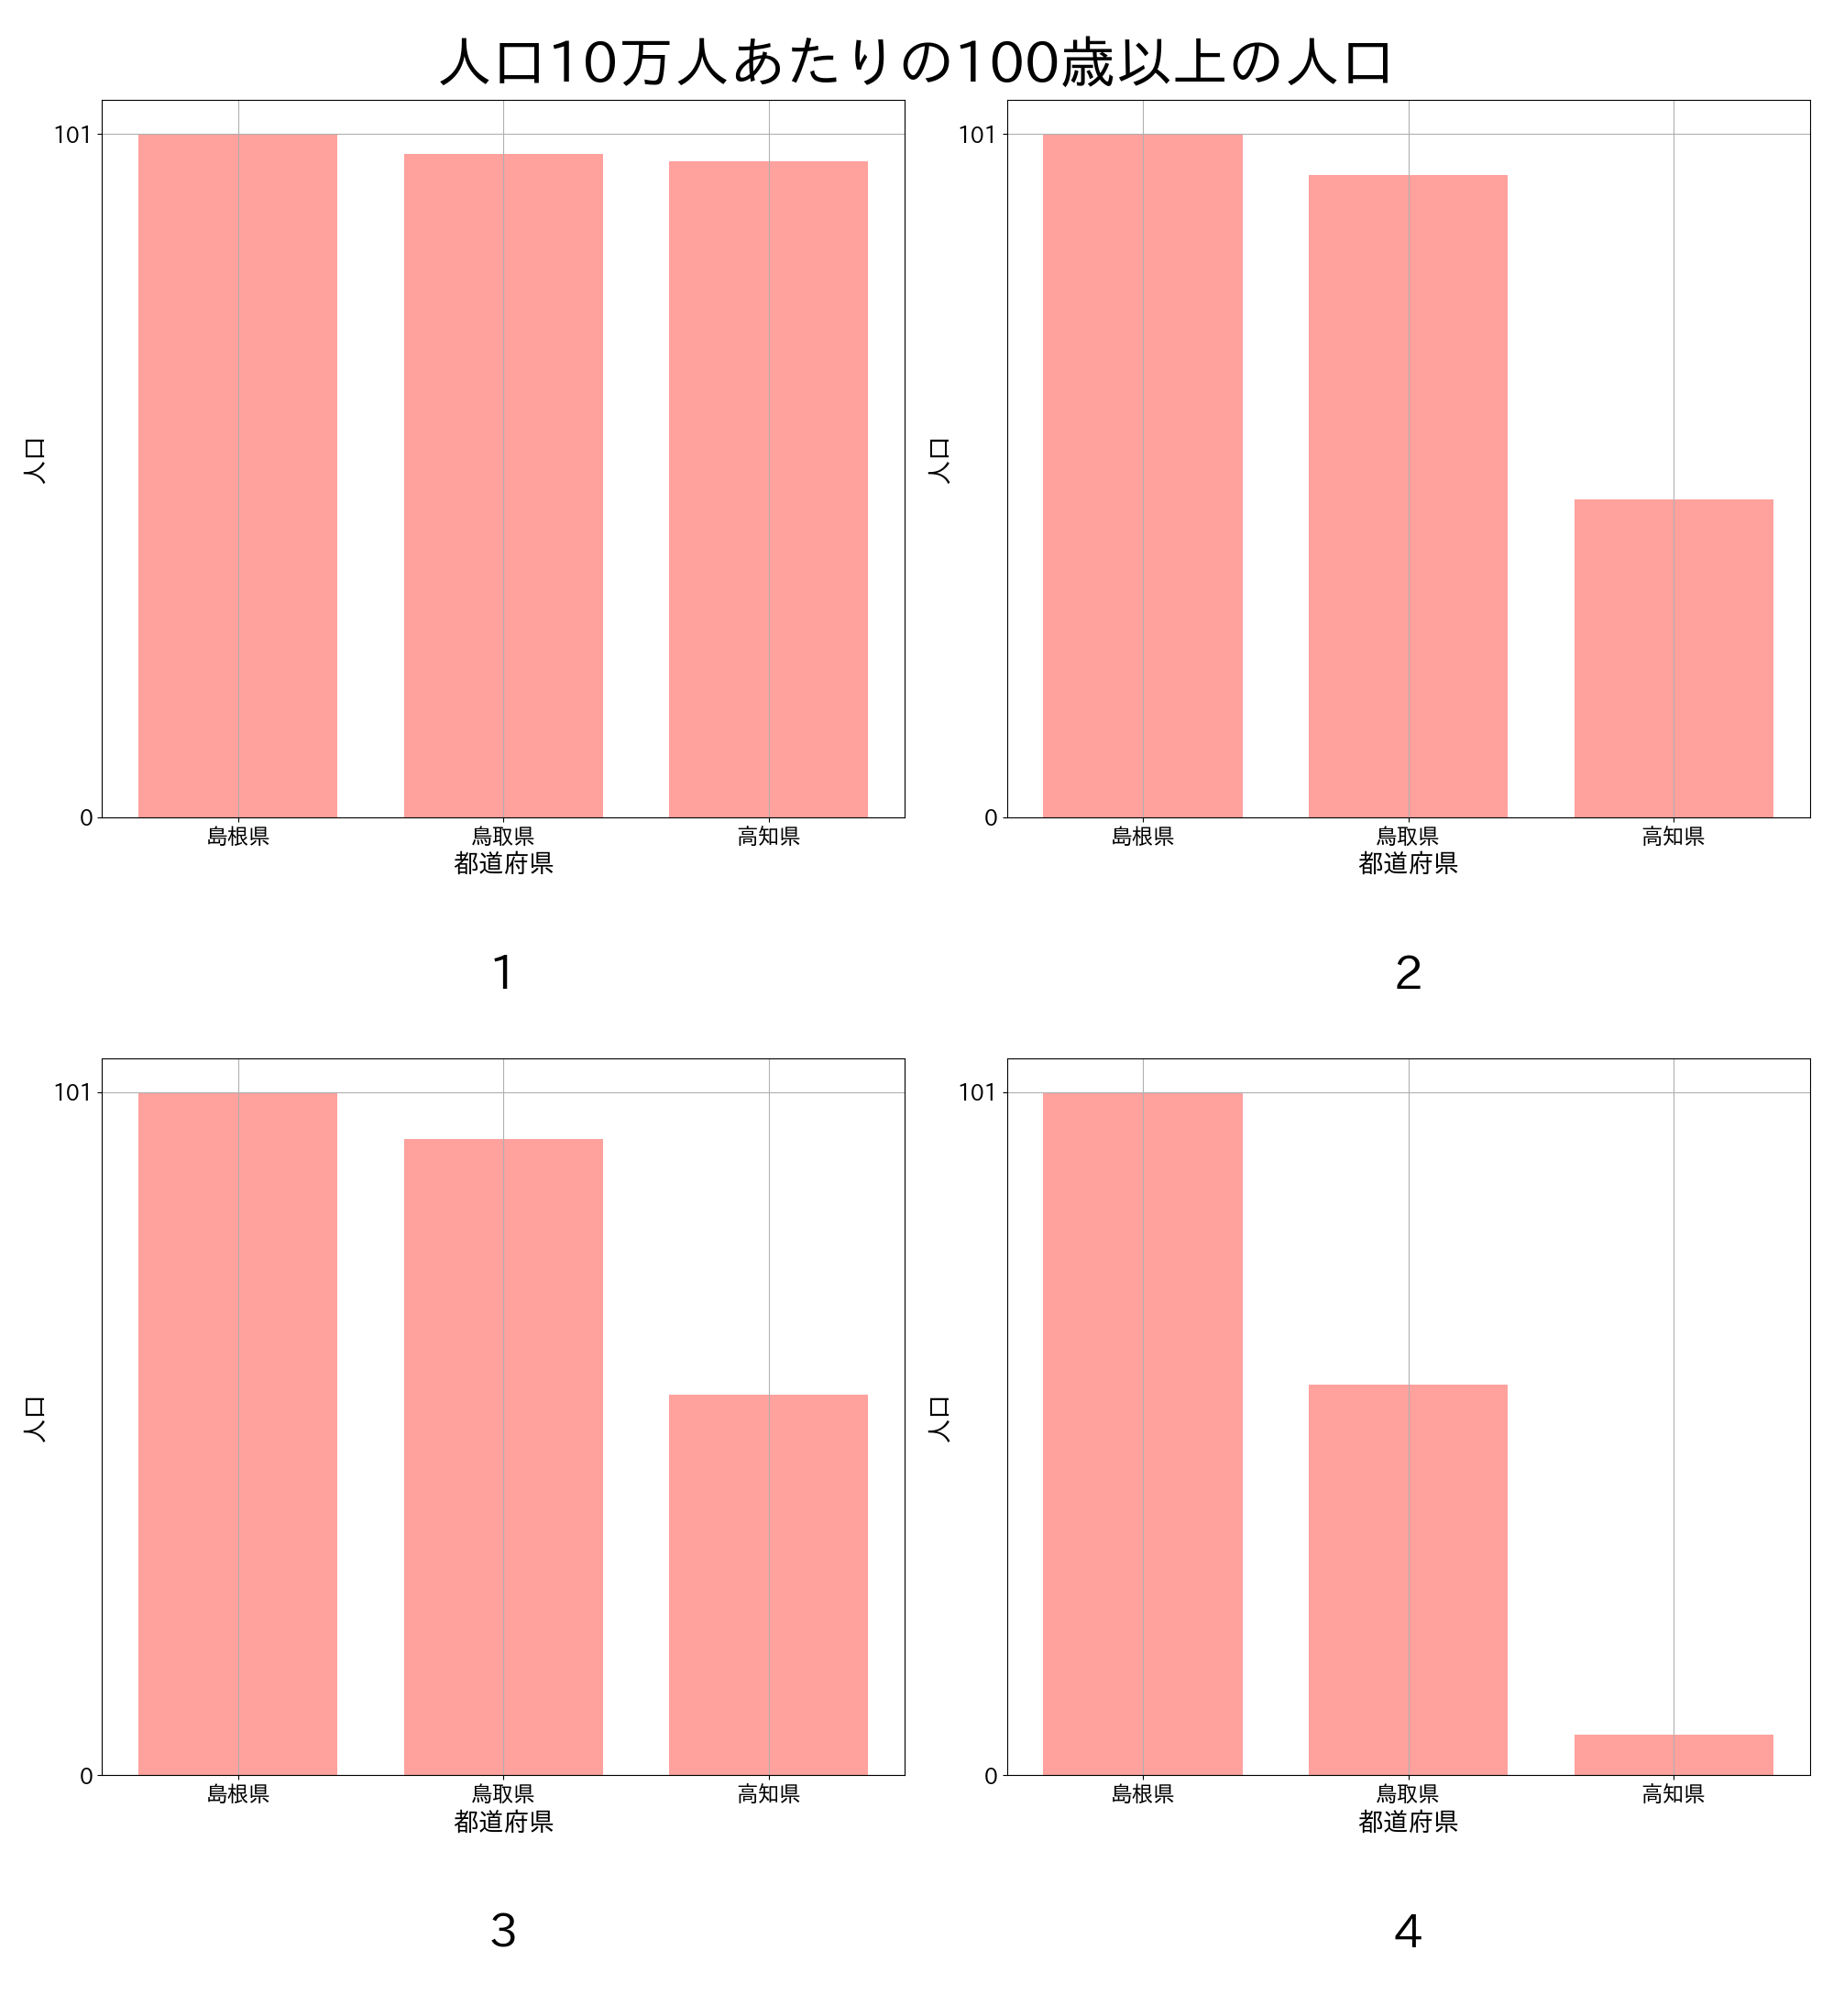 人口10万人あたりの100歳以上の人口
101
0
人口
島根県 鳥取県 高知県
都道府県
1
101
0
人口
島根県 鳥取県 高知県
都道府県
2
101
0
人口
島根県 鳥取県 高知県
都道府県
3
101
0
人口
島根県 鳥取県 高知県
都道府県
4